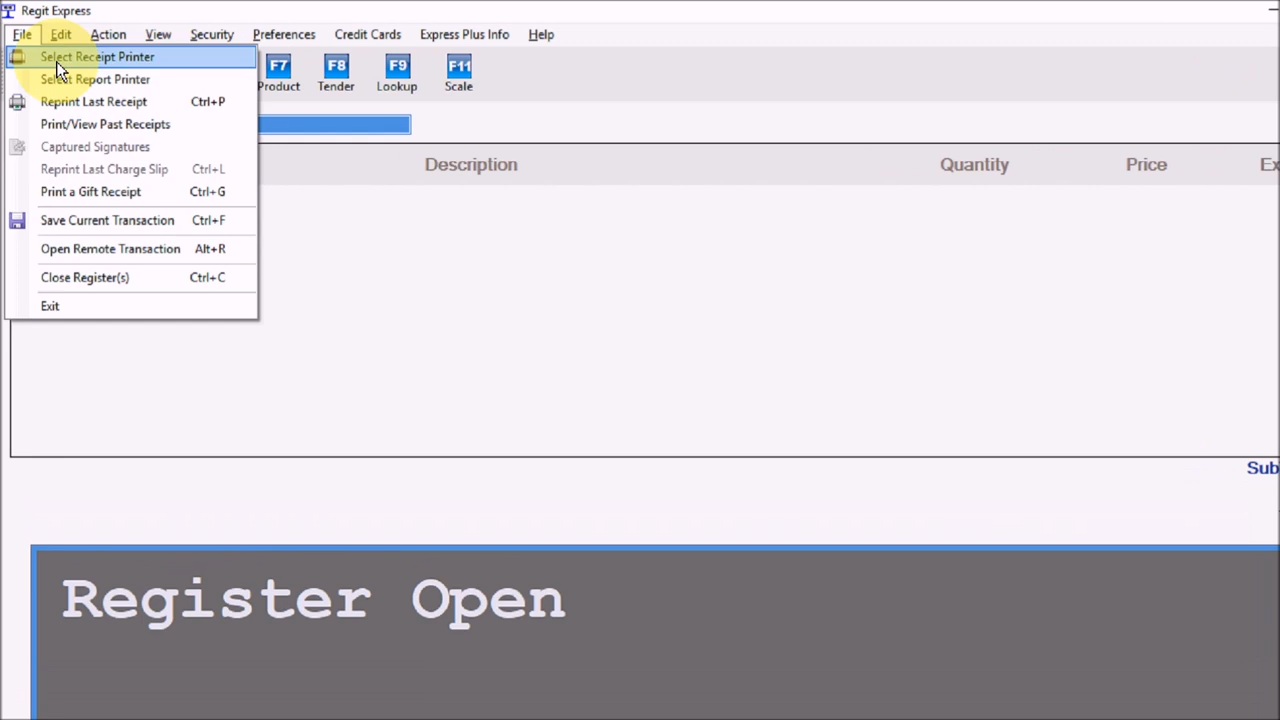 Regit Express
File Edit Action View Security Preferences Credit Cards Express Plus Info Help
Select Receipt Printer
Select Report Printer
Reprint Last Receipt Ctrl+P
Print/View Past Receipts
Captured Signatures
Reprint Last Charge Slip Ctrl+L
Print a Gift Receipt Ctrl+G
Save Current Transaction Ctrl+F
Open Remote Transaction Alt+R
Close Register(s) Ctrl+C
Exit
F7 F8 F9 F11
Product Tender Lookup Scale
Description Quantity Price Ex
Sub
Register Open